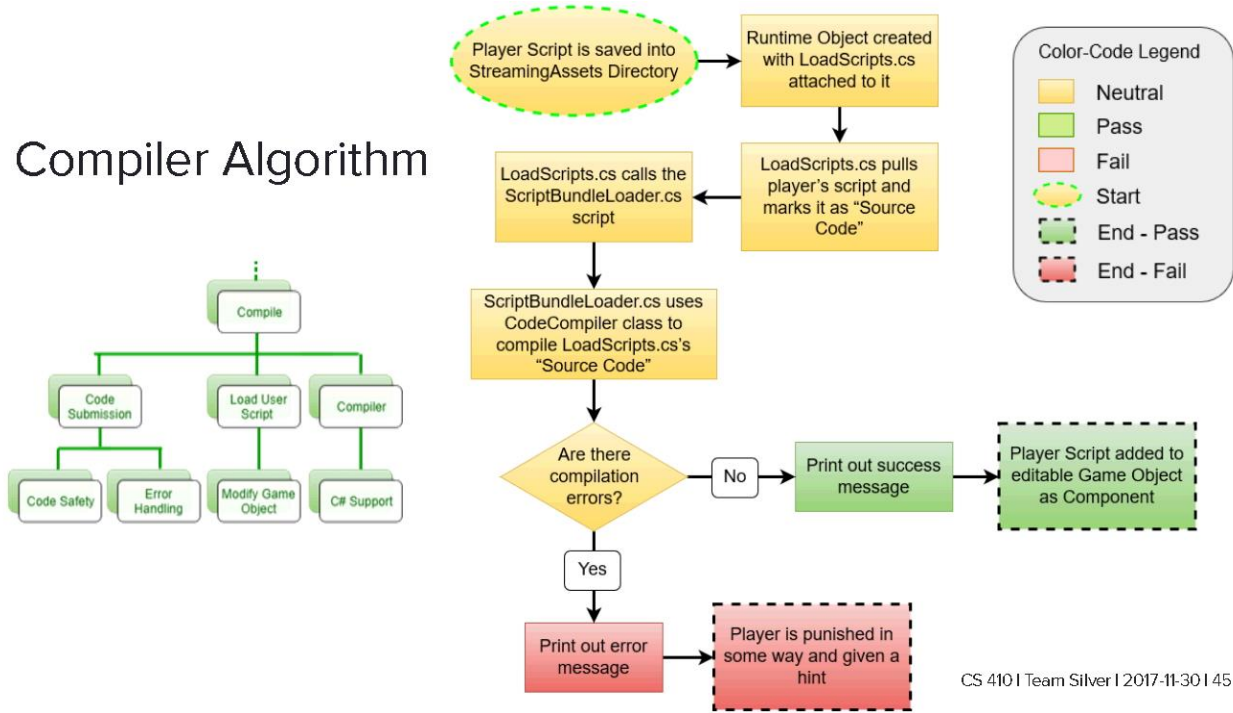 Compiler Algorithm
Player Script is saved into
StreamingAssets Directory
Runtime Object created
with LoadScripts.cs
attached to it
LoadScripts.cs pulls
player's script and
marks it as “Source
Code”
LoadScripts.cs calls the
ScriptBundleLoader.cs
script
ScriptBundleLoader.cs uses
CodeCompiler class to
compile LoadScripts.cs's
“Source Code”
Are there
compilation
errors?
No
Print out success
message
Player Script added to
editable Game Object
as Component
Yes
Print out error
message
Player is punished in
some way and given a
hint
Color-Code Legend
Neutral
Pass
Fail
Start
End - Pass
End - Fail
Compile
Code
Submission
Load User
Script
Compiler
Code Safety
Error
Handling
Modify Game
Object
C# Support
CS 410 | Team Silver | 2017-11-30 | 45